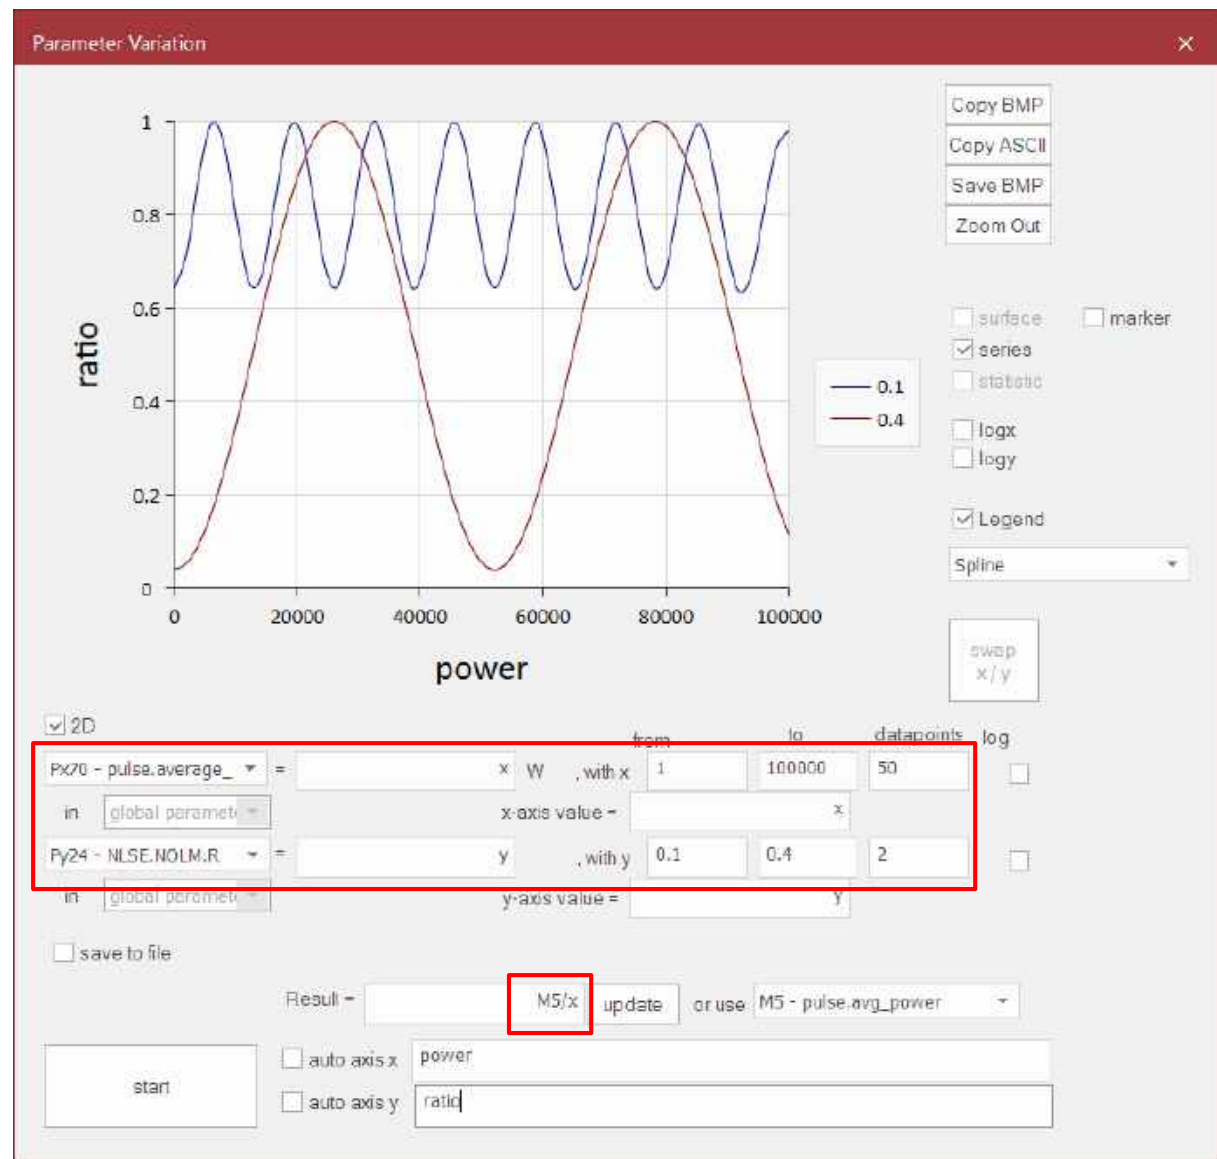 Parameter Variation ×
Copy BMP
Copy ASCII
Save BMP
Zoom Out
1
0.8
0.6
0.4
0.2
0
ratio
0 20000 40000 60000 80000 100000
power
0.1
0.4
surface marker
series
statistic
logx
logy
Legend
Spline
swap
x / y
2D
from to datapoints log
Px70 - pulse.average_ = x W , with x 1 100000 50
in global paramete x-axis value = x
Py24 - NLSE.NOLM.R = y , with y 0.1 0.4 2
in global paramete y-axis value = y
save to file
Result = M5/x update or use M5 - pulse.avg_power
start
auto axis x power
auto axis y ratio